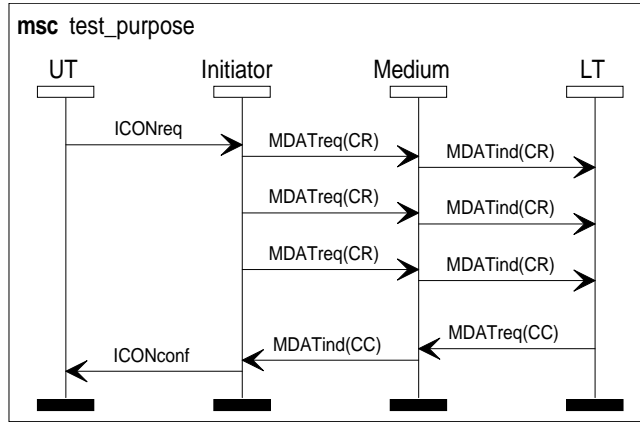 msc test_purpose
UT Initiator Medium LT
ICONreq
MDATreq(CR)
MDATind(CR)
MDATreq(CR)
MDATind(CR)
MDATreq(CR)
MDATind(CR)
MDATreq(CC)
MDATind(CC)
ICONconf